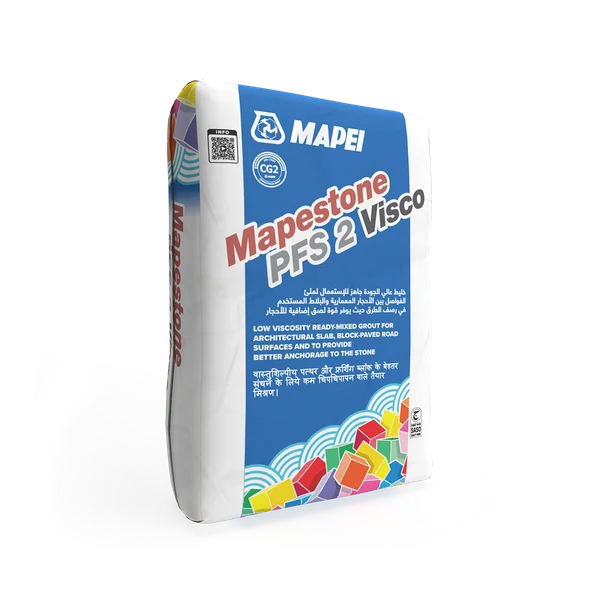 INFO
MAPEI
CG2
Mapestone
PFS 2 Visco
خليط عالي الجودة جاهز للإستعمال لملئ
الفواصل بين الأحجار المعمارية والبلاط المستخدم
في رصف الطرق حيث يوفر قوة لصق إضافية للأحجار
LOW VISCOSITY READY-MIXED GROUT FOR
ARCHITECTURAL SLAB, BLOCK-PAVED ROAD
SURFACES AND TO PROVIDE
BETTER ANCHORAGE TO THE STONE
वास्तुशिल्पीय पत्थर और फ़र्शिंग ब्लॉक के बेहतर
संचने के लिये कम चिपचिपापन वाले तैयार
मिश्रण।
SASO
Mapestone